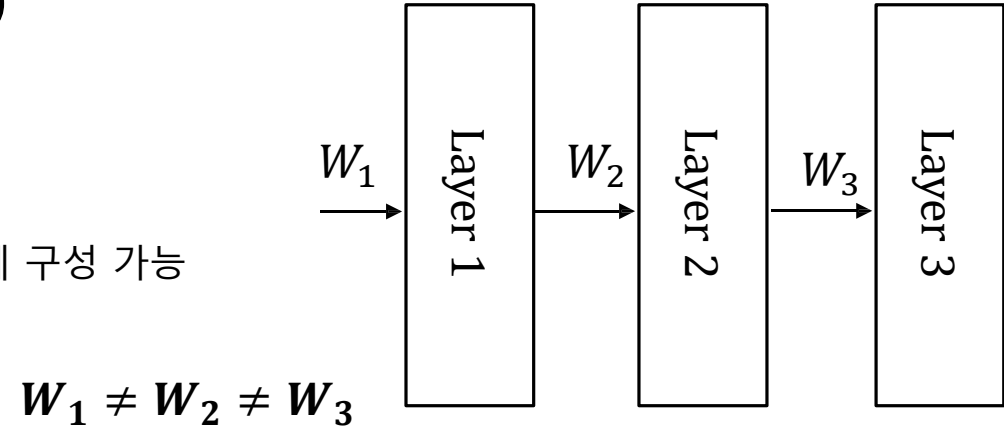 )
W₁
Layer 1
W₂
Layer 2
W₃
Layer 3
구성 가능
W₁ ≠ W₂ ≠ W₃